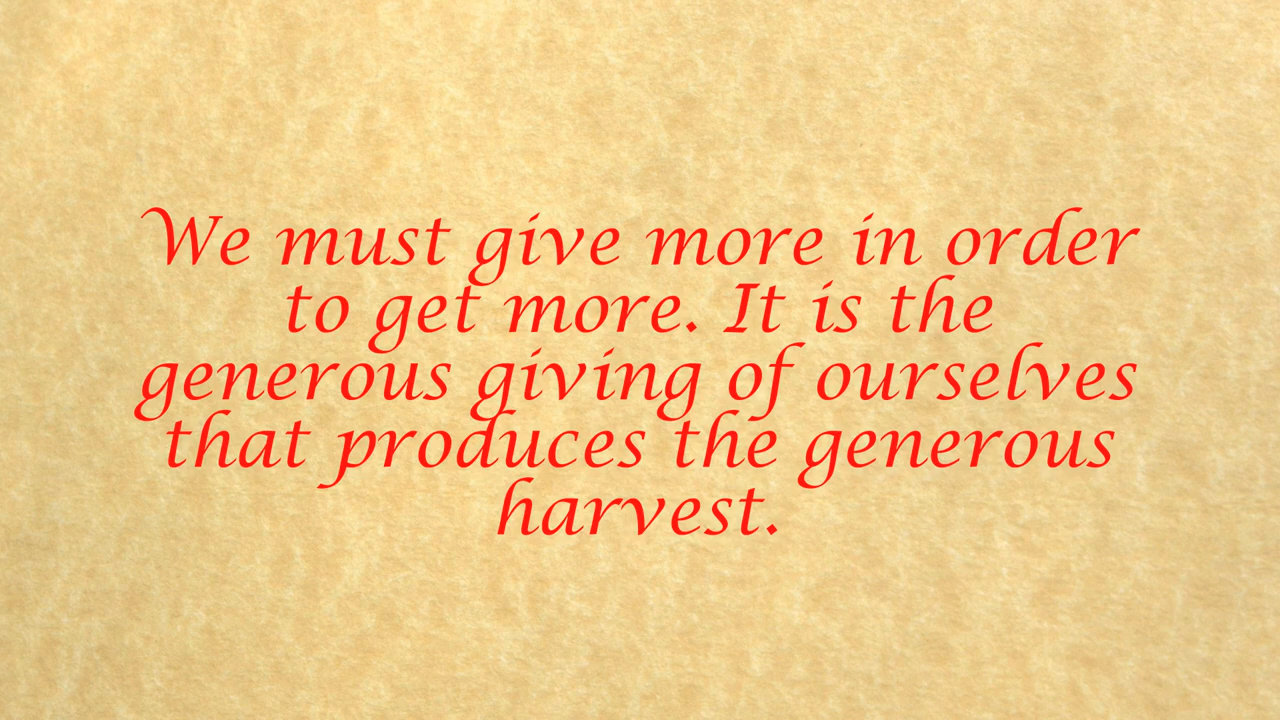 We must give more in order
to get more. It is the
generous giving of ourselves
that produces the generous
harvest.